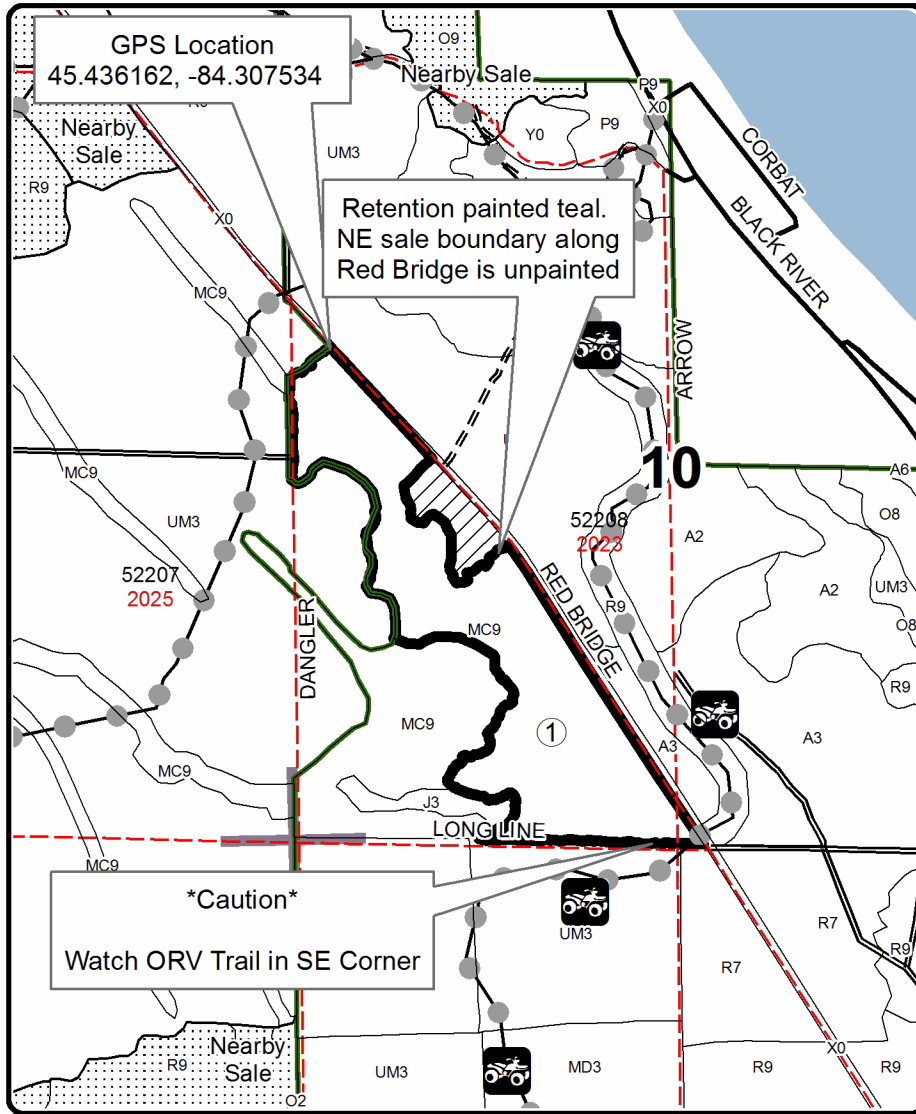 GPS Location
45.436162, -84.307534
O9
Nearby Sale
P9
X0
Nearby
Sale
R9
UM3
Y0
P9
CORBAT
BLACK RIVER
Retention painted teal.
NE sale boundary along
Red Bridge is unpainted
X0
MC9
ARROW
10
A6
MC9
UM3
O8
52208
2023
A2
52207
2025
A2
UM3
O8
R9
RED BRIDGE
DANGLER
MC9
R9
MC9
1
A3
A3
MC9
J3
LONG LINE
MC9
*Caution*
Watch ORV Trail in SE Corner
UM3
R7
R9
R7
X0
Nearby
Sale
R9
UM3
MD3
R9
R9
O2